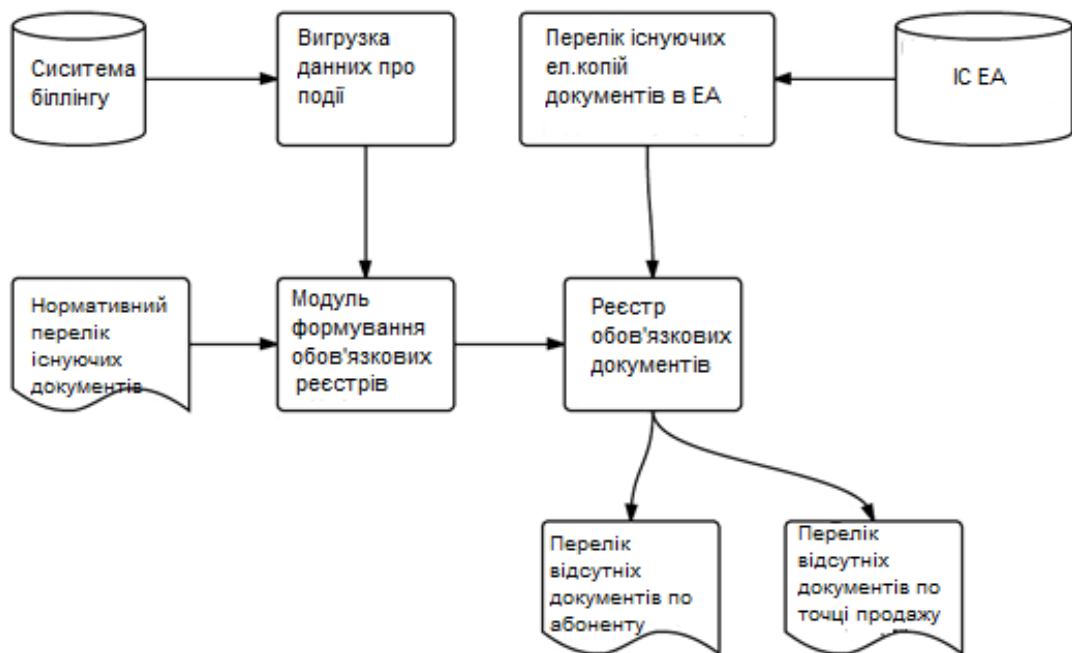 Сиситема
біллінгу
Вигрузка
данних про
події
Перелік існуючих
ел.копій
документів в ЕА
ІС ЕА
Нормативний
перелік
існуючих
документів
Модуль
формування
обов'язкових
реєстрів
Реєстр
обов'язкових
документів
Перелік
відсутніх
документів по
абоненту
Перелік
відсутніх
документів по
точці продажу